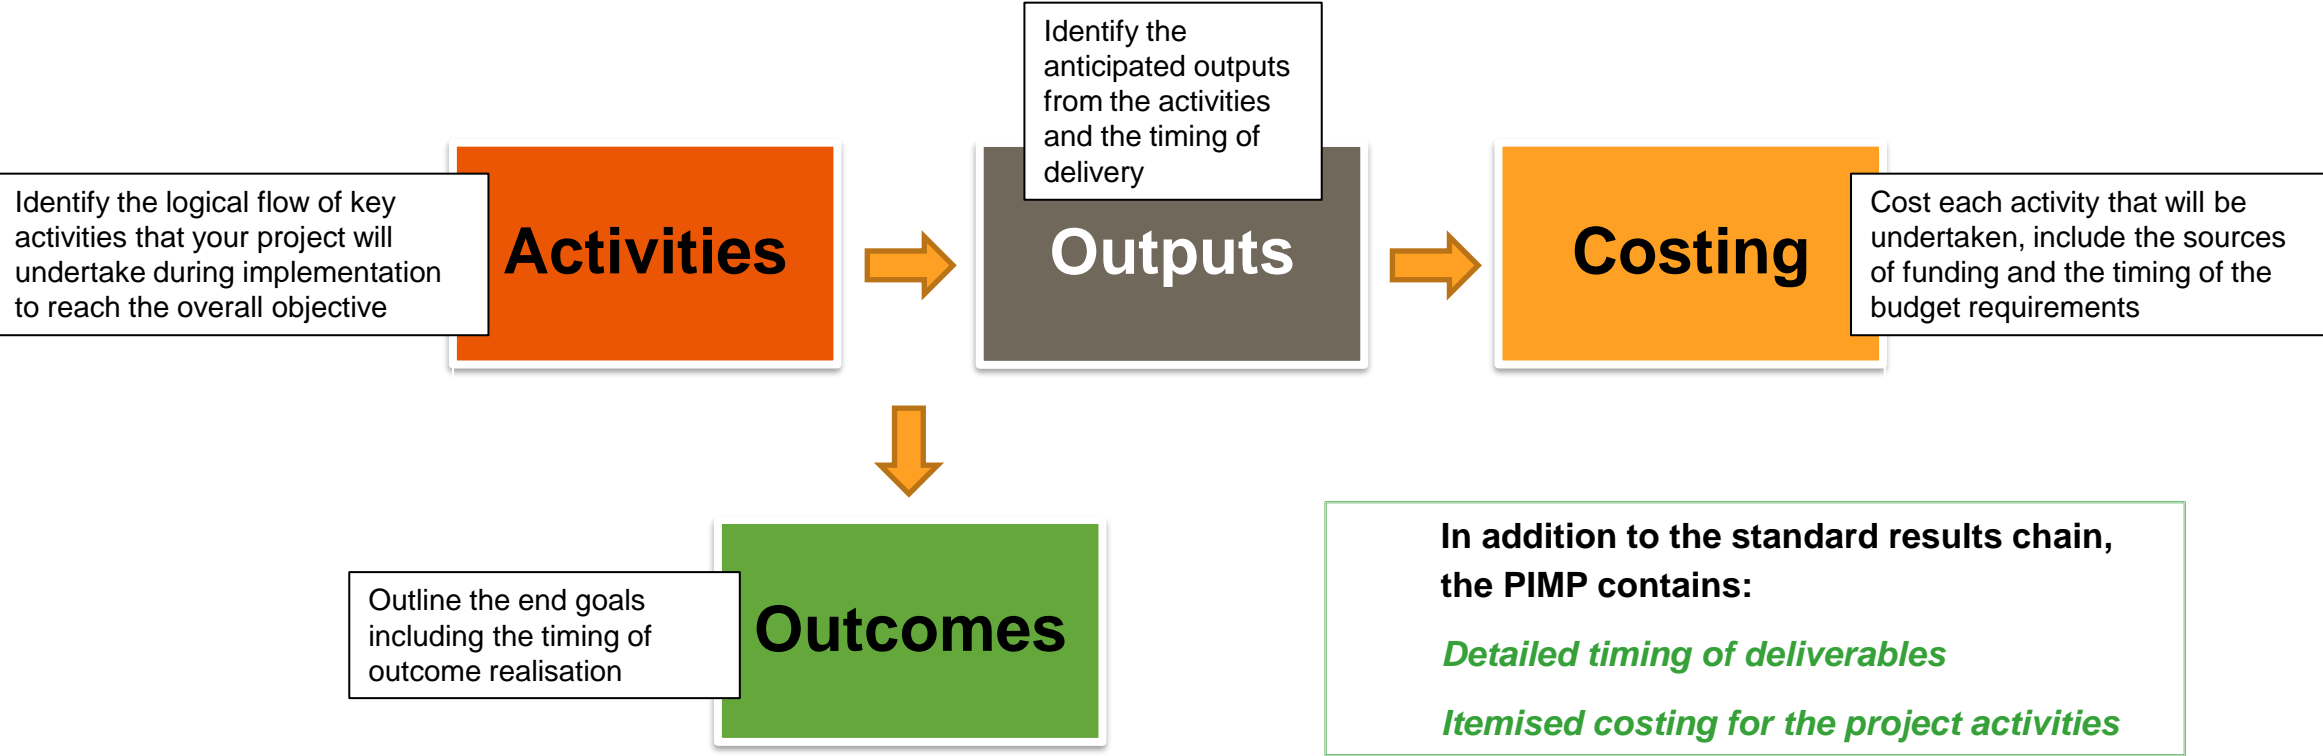 Identify the
anticipated outputs
from the activities
and the timing of
delivery
Identify the logical flow of key
activities that your project will
undertake during implementation
to reach the overall objective
Activities
Outputs
Costing
Cost each activity that will be
undertaken, include the sources
of funding and the timing of the
budget requirements
Outline the end goals
including the timing of
outcome realisation
Outcomes
In addition to the standard results chain,
the PIMP contains:
Detailed timing of deliverables
Itemised costing for the project activities